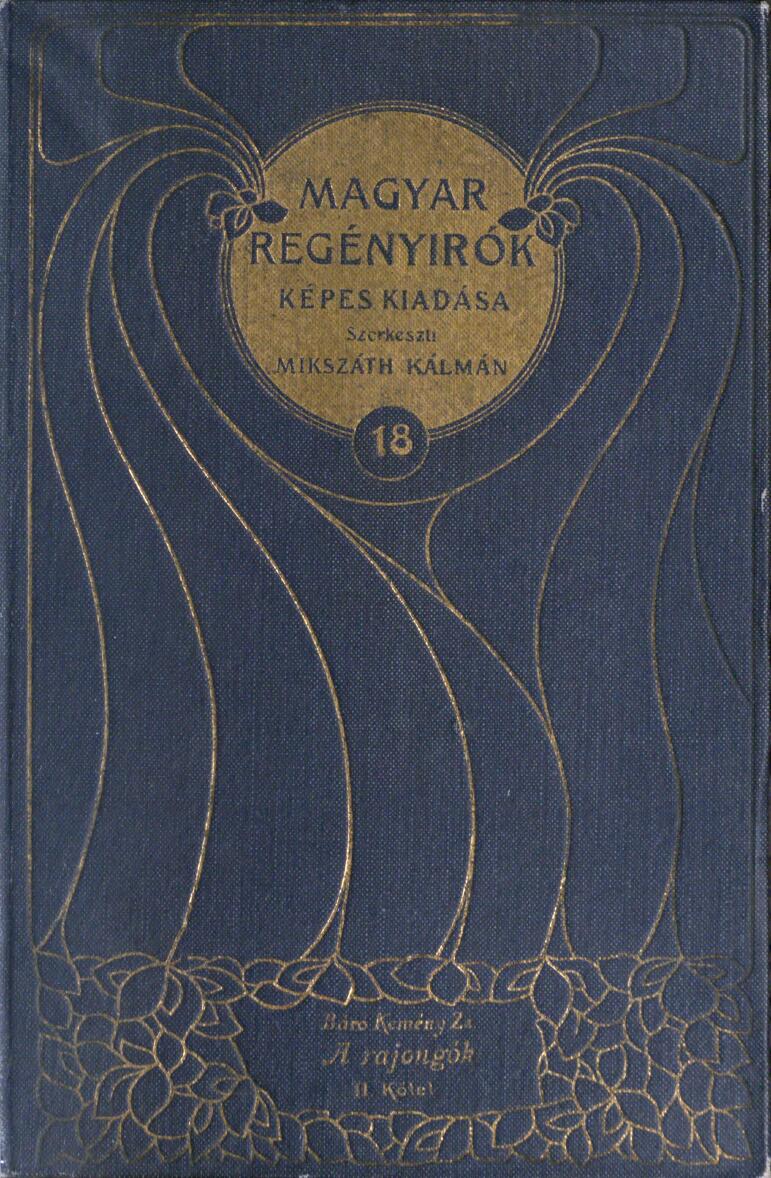 MAGYAR
REGÉNYIRÓK
KÉPES KIADÁSA
Szerkeszti
MIKSZÁTH KÁLMÁN
18
Báró Kemény Zs.
A rajongók
II. Kötet